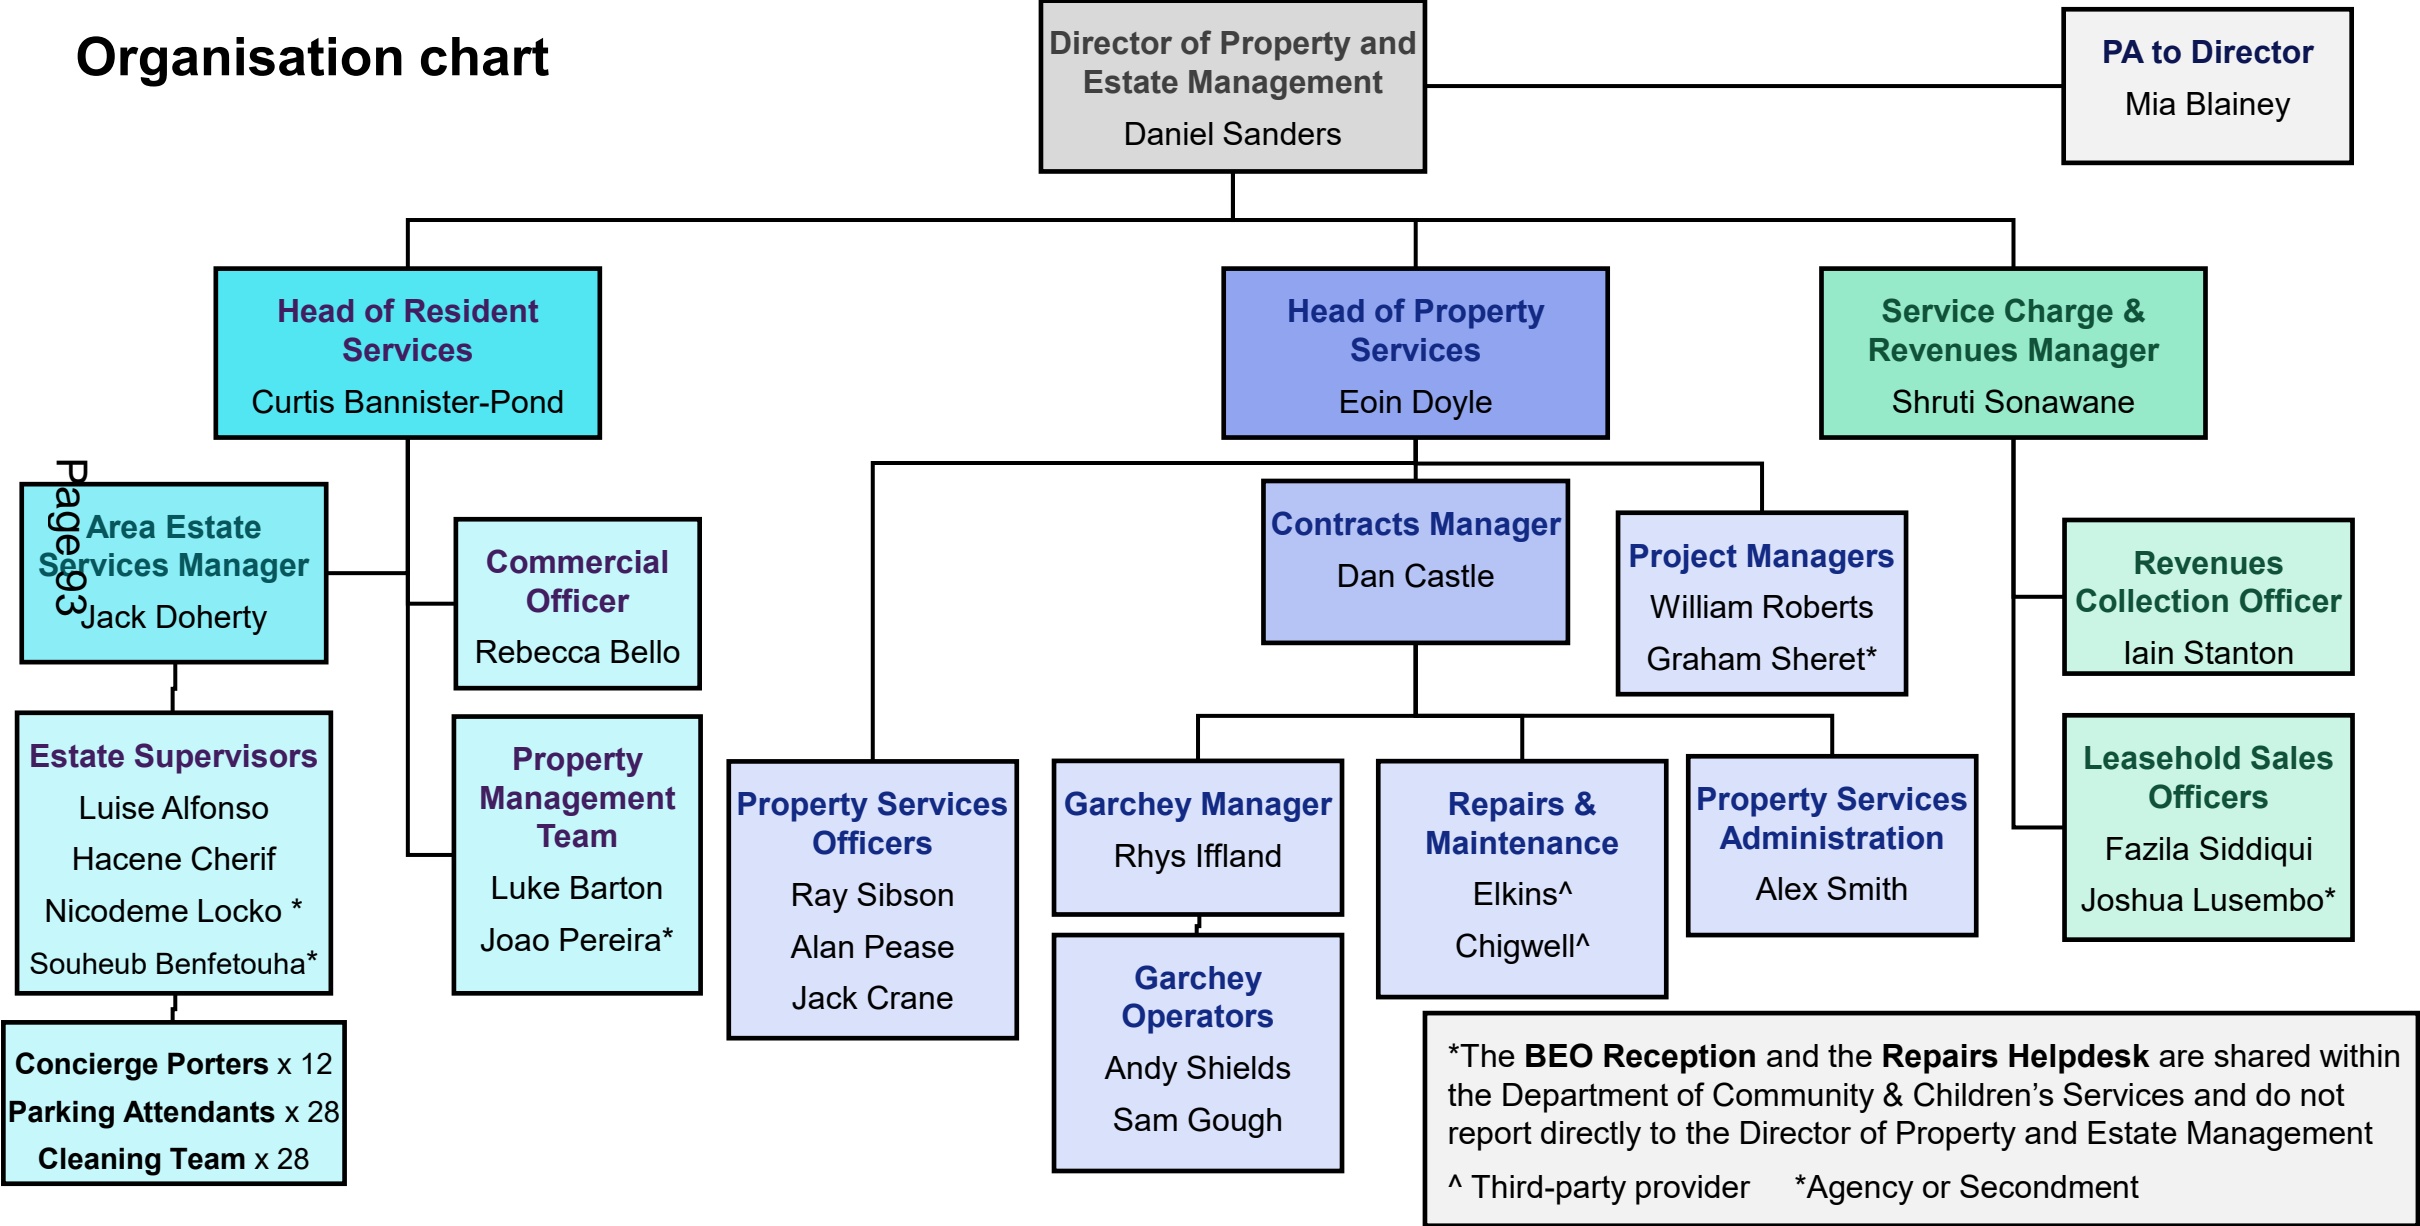 Organisation chart
Director of Property and
Estate Management
Daniel Sanders
PA to Director
Mia Blainey
Head of Resident
Services
Curtis Bannister-Pond
Head of Property
Services
Eoin Doyle
Service Charge &
Revenues Manager
Shruti Sonawane
Page 93
Area Estate
Services Manager
Jack Doherty
Commercial
Officer
Rebecca Bello
Contracts Manager
Dan Castle
Project Managers
William Roberts
Graham Sheret*
Revenues
Collection Officer
Iain Stanton
Estate Supervisors
Luise Alfonso
Hacene Cherif
Nicodeme Locko *
Souheub Benfetouha*
Property
Management
Team
Luke Barton
Joao Pereira*
Property Services
Officers
Ray Sibson
Alan Pease
Jack Crane
Garchey Manager
Rhys Iffland
Repairs &
Maintenance
Elkins^
Chigwell^
Property Services
Administration
Alex Smith
Leasehold Sales
Officers
Fazila Siddiqui
Joshua Lusembo*
Garchey
Operators
Andy Shields
Sam Gough
Concierge Porters x 12
Parking Attendants x 28
Cleaning Team x 28
*The BEO Reception and the Repairs Helpdesk are shared within
the Department of Community & Children’s Services and do not
report directly to the Director of Property and Estate Management
^ Third-party provider *Agency or Secondment